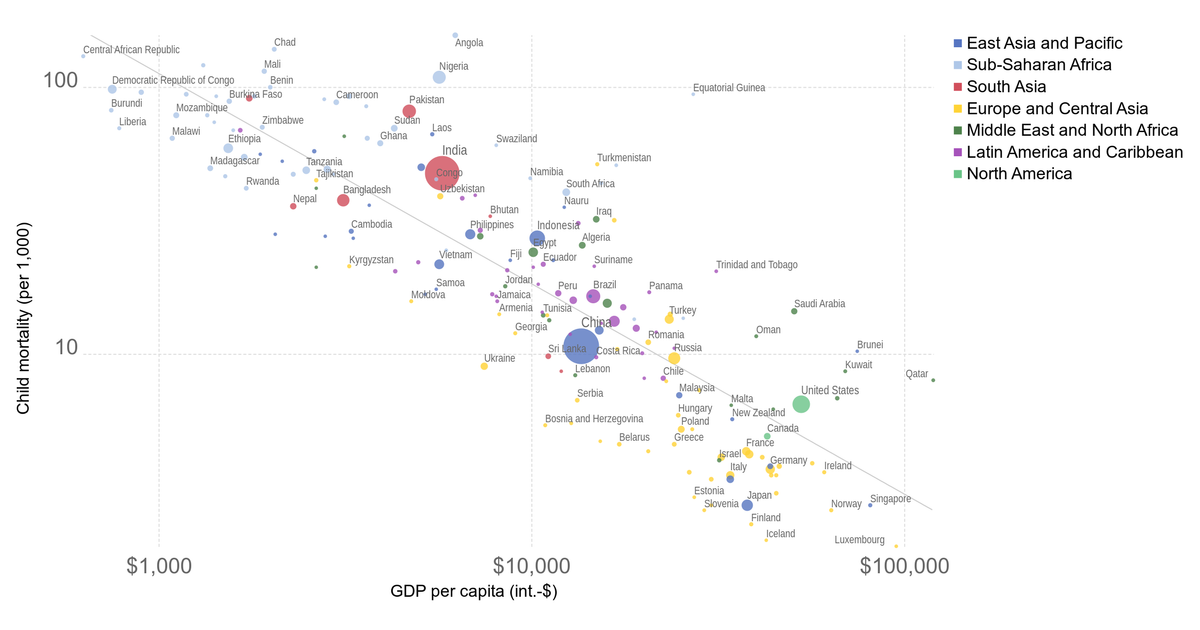 East Asia and Pacific
Sub-Saharan Africa
South Asia
Europe and Central Asia
Middle East and North Africa
Latin America and Caribbean
North America
Child mortality (per 1,000)
100
10
Central African Republic
Chad
Angola
Mali
Nigeria
Democratic Republic of Congo
Benin
Equatorial Guinea
Burkina Faso
Cameroon
Pakistan
Burundi
Mozambique
Liberia
Zimbabwe
Sudan
Laos
Malawi
Ethiopia
Ghana
Swaziland
India
Madagascar
Tanzania
Turkmenistan
Tajikistan
Congo
Namibia
Rwanda
Bangladesh
Uzbekistan
South Africa
Nepal
Nauru
Bhutan
Iraq
Cambodia
Philippines
Indonesia
Egypt
Algeria
Kyrgyzstan
Vietnam
Fiji
Ecuador
Suriname
Trinidad and Tobago
Samoa
Jordan
Peru
Brazil
Panama
Moldova
Jamaica
Armenia
Tunisia
Turkey
Saudi Arabia
Georgia
China
Oman
Romania
Sri Lanka
Costa Rica
Russia
Brunei
Ukraine
Lebanon
Chile
Kuwait
Qatar
Serbia
Malaysia
United States
Malta
Bosnia and Herzegovina
Hungary
New Zealand
Poland
Canada
Belarus
Greece
France
Israel
Italy
Germany
Ireland
Estonia
Slovenia
Japan
Norway
Singapore
Finland
Iceland
Luxembourg
$1,000
$10,000
$100,000
GDP per capita (int.-$)